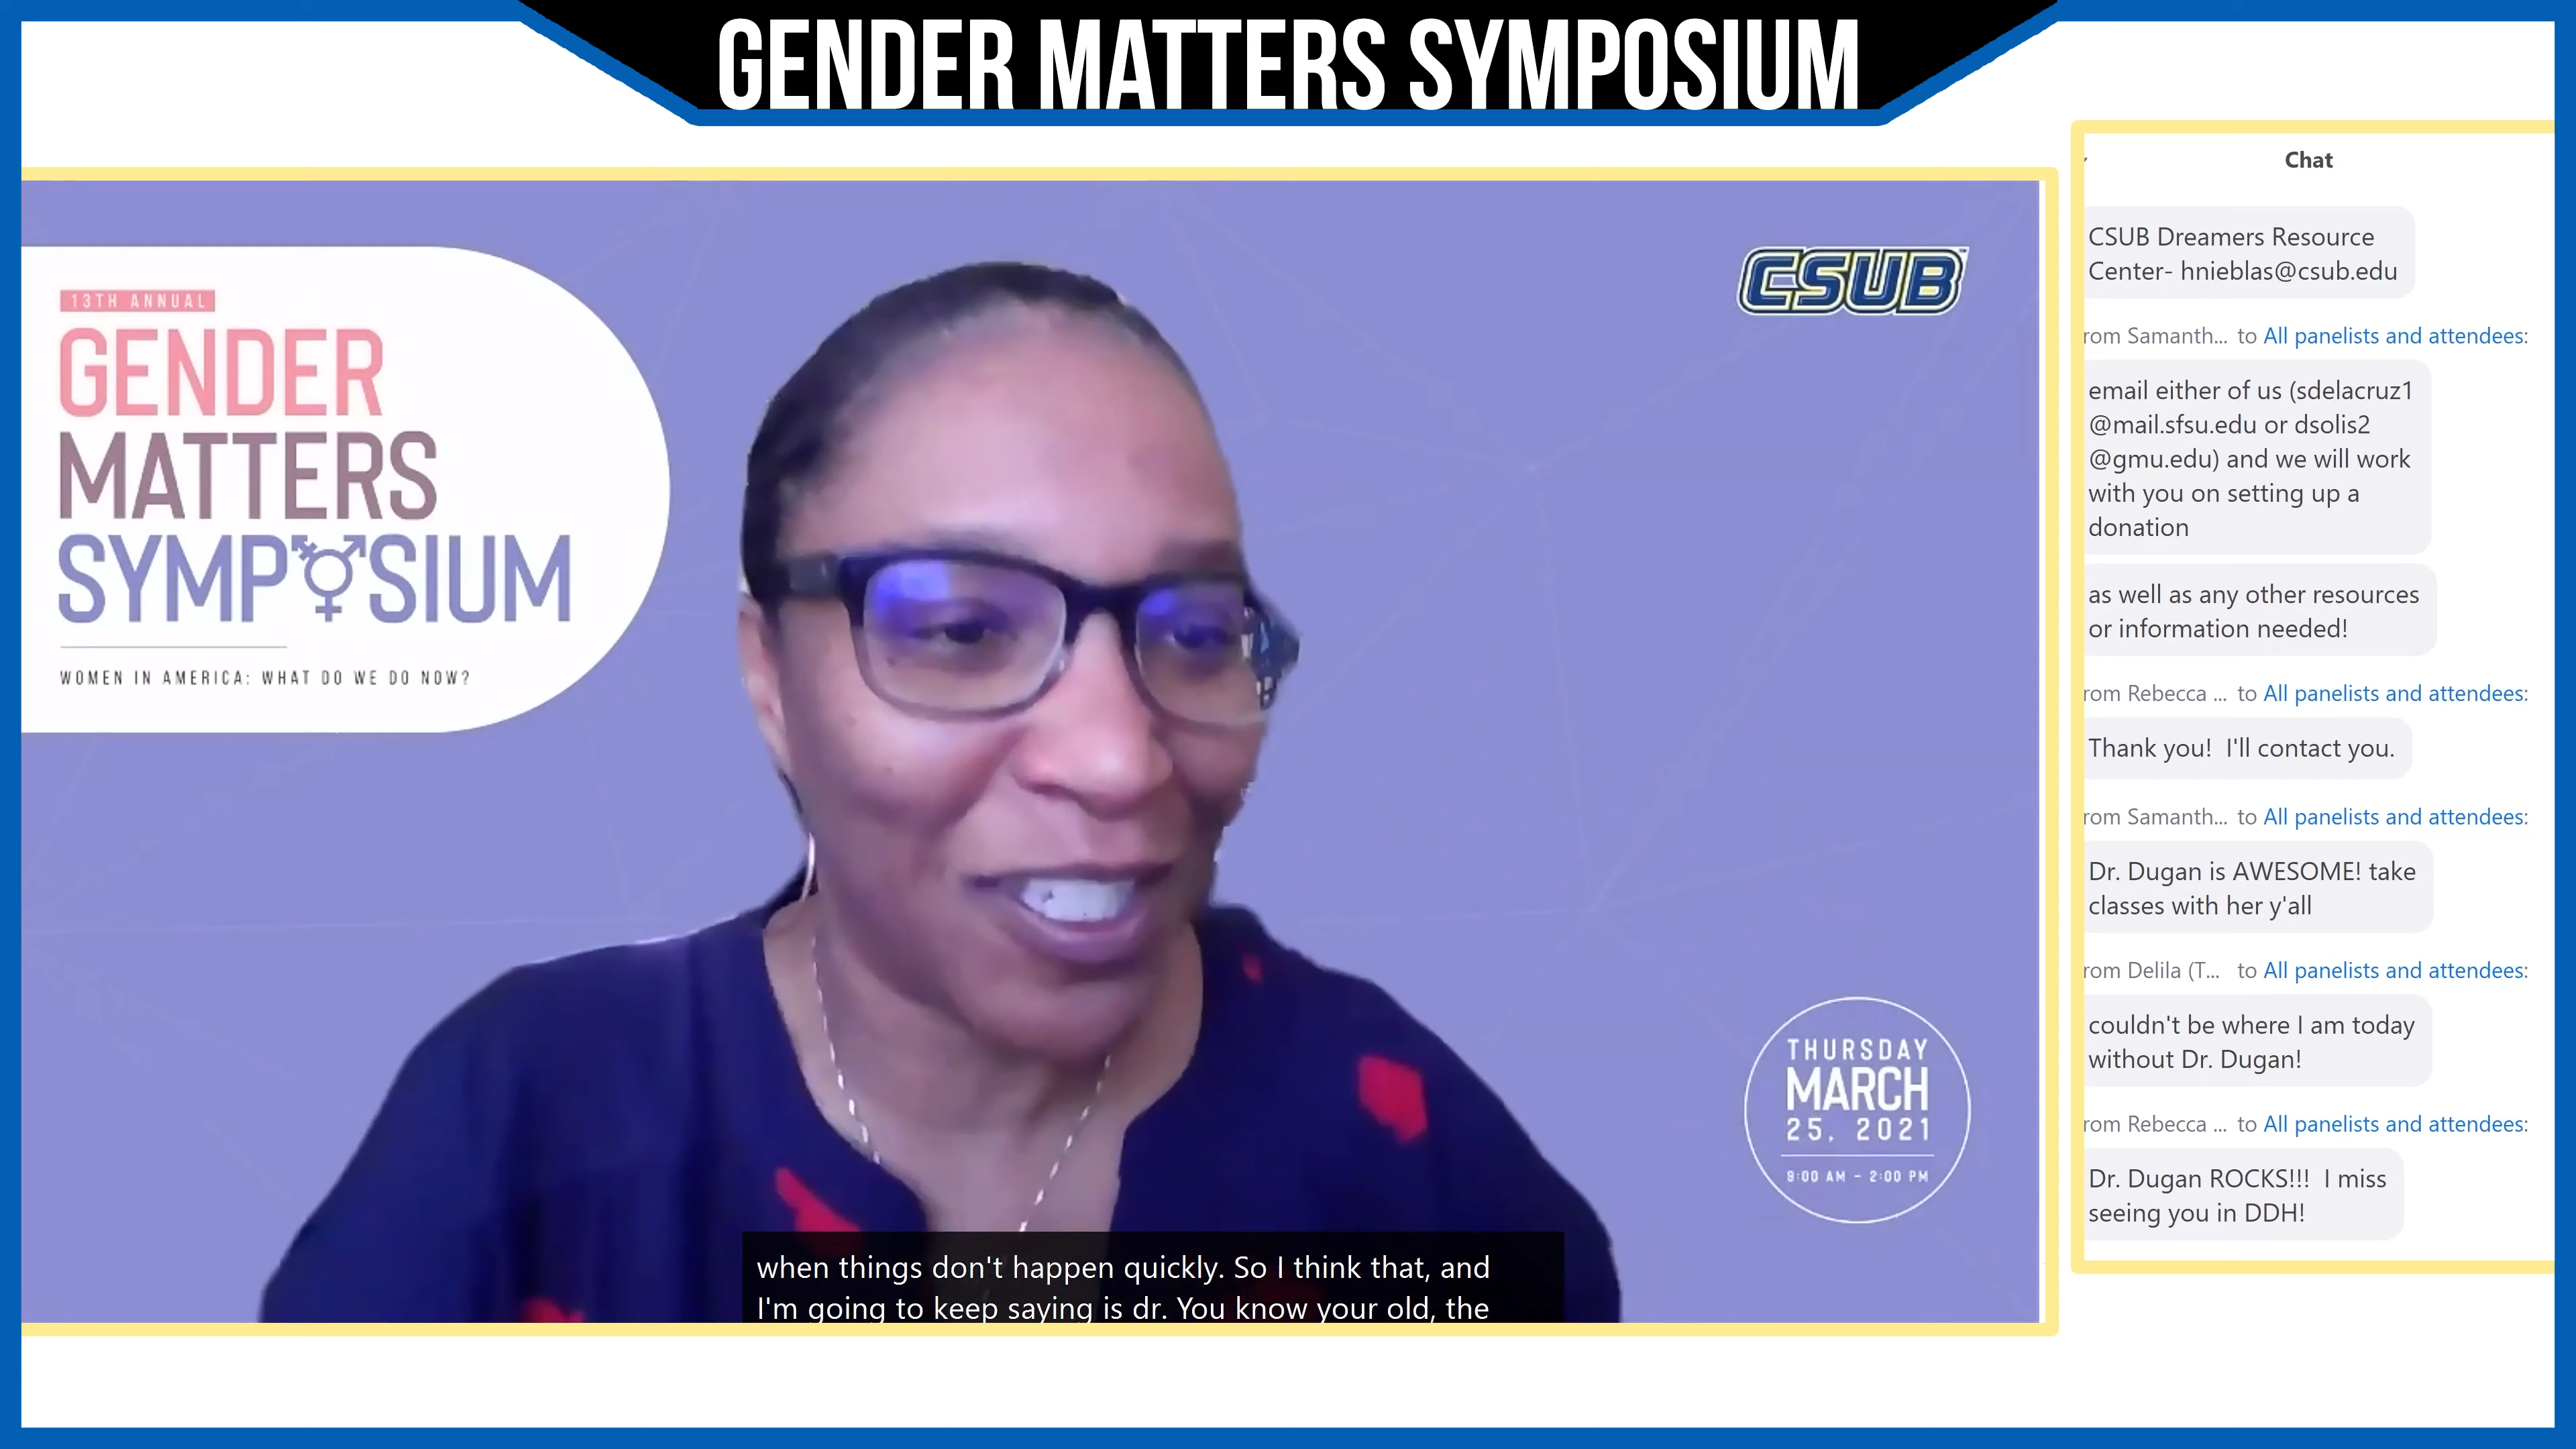 GENDER MATTERS SYMPOSIUM
13TH ANNUAL
GENDER
MATTERS
SYMPOSIUM
WOMEN IN AMERICA: WHAT DO WE DO NOW?
CSUB
THURSDAY
MARCH
25, 2021
9:00 AM – 2:00 PM
when things don't happen quickly. So I think that, and
I'm going to keep saying is dr. You know your old, the
Chat
CSUB Dreamers Resource
Center- hnieblas@csub.edu
rom Samanth... to All panelists and attendees:
email either of us (sdelacruz1
@mail.sfsu.edu or dsolis2
@gmu.edu) and we will work
with you on setting up a
donation
as well as any other resources
or information needed!
rom Rebecca ... to All panelists and attendees:
Thank you!  I'll contact you.
rom Samanth... to All panelists and attendees:
Dr. Dugan is AWESOME! take
classes with her y'all
rom Delila (T... to All panelists and attendees:
couldn't be where I am today
without Dr. Dugan!
rom Rebecca ... to All panelists and attendees:
Dr. Dugan ROCKS!!!  I miss
seeing you in DDH!